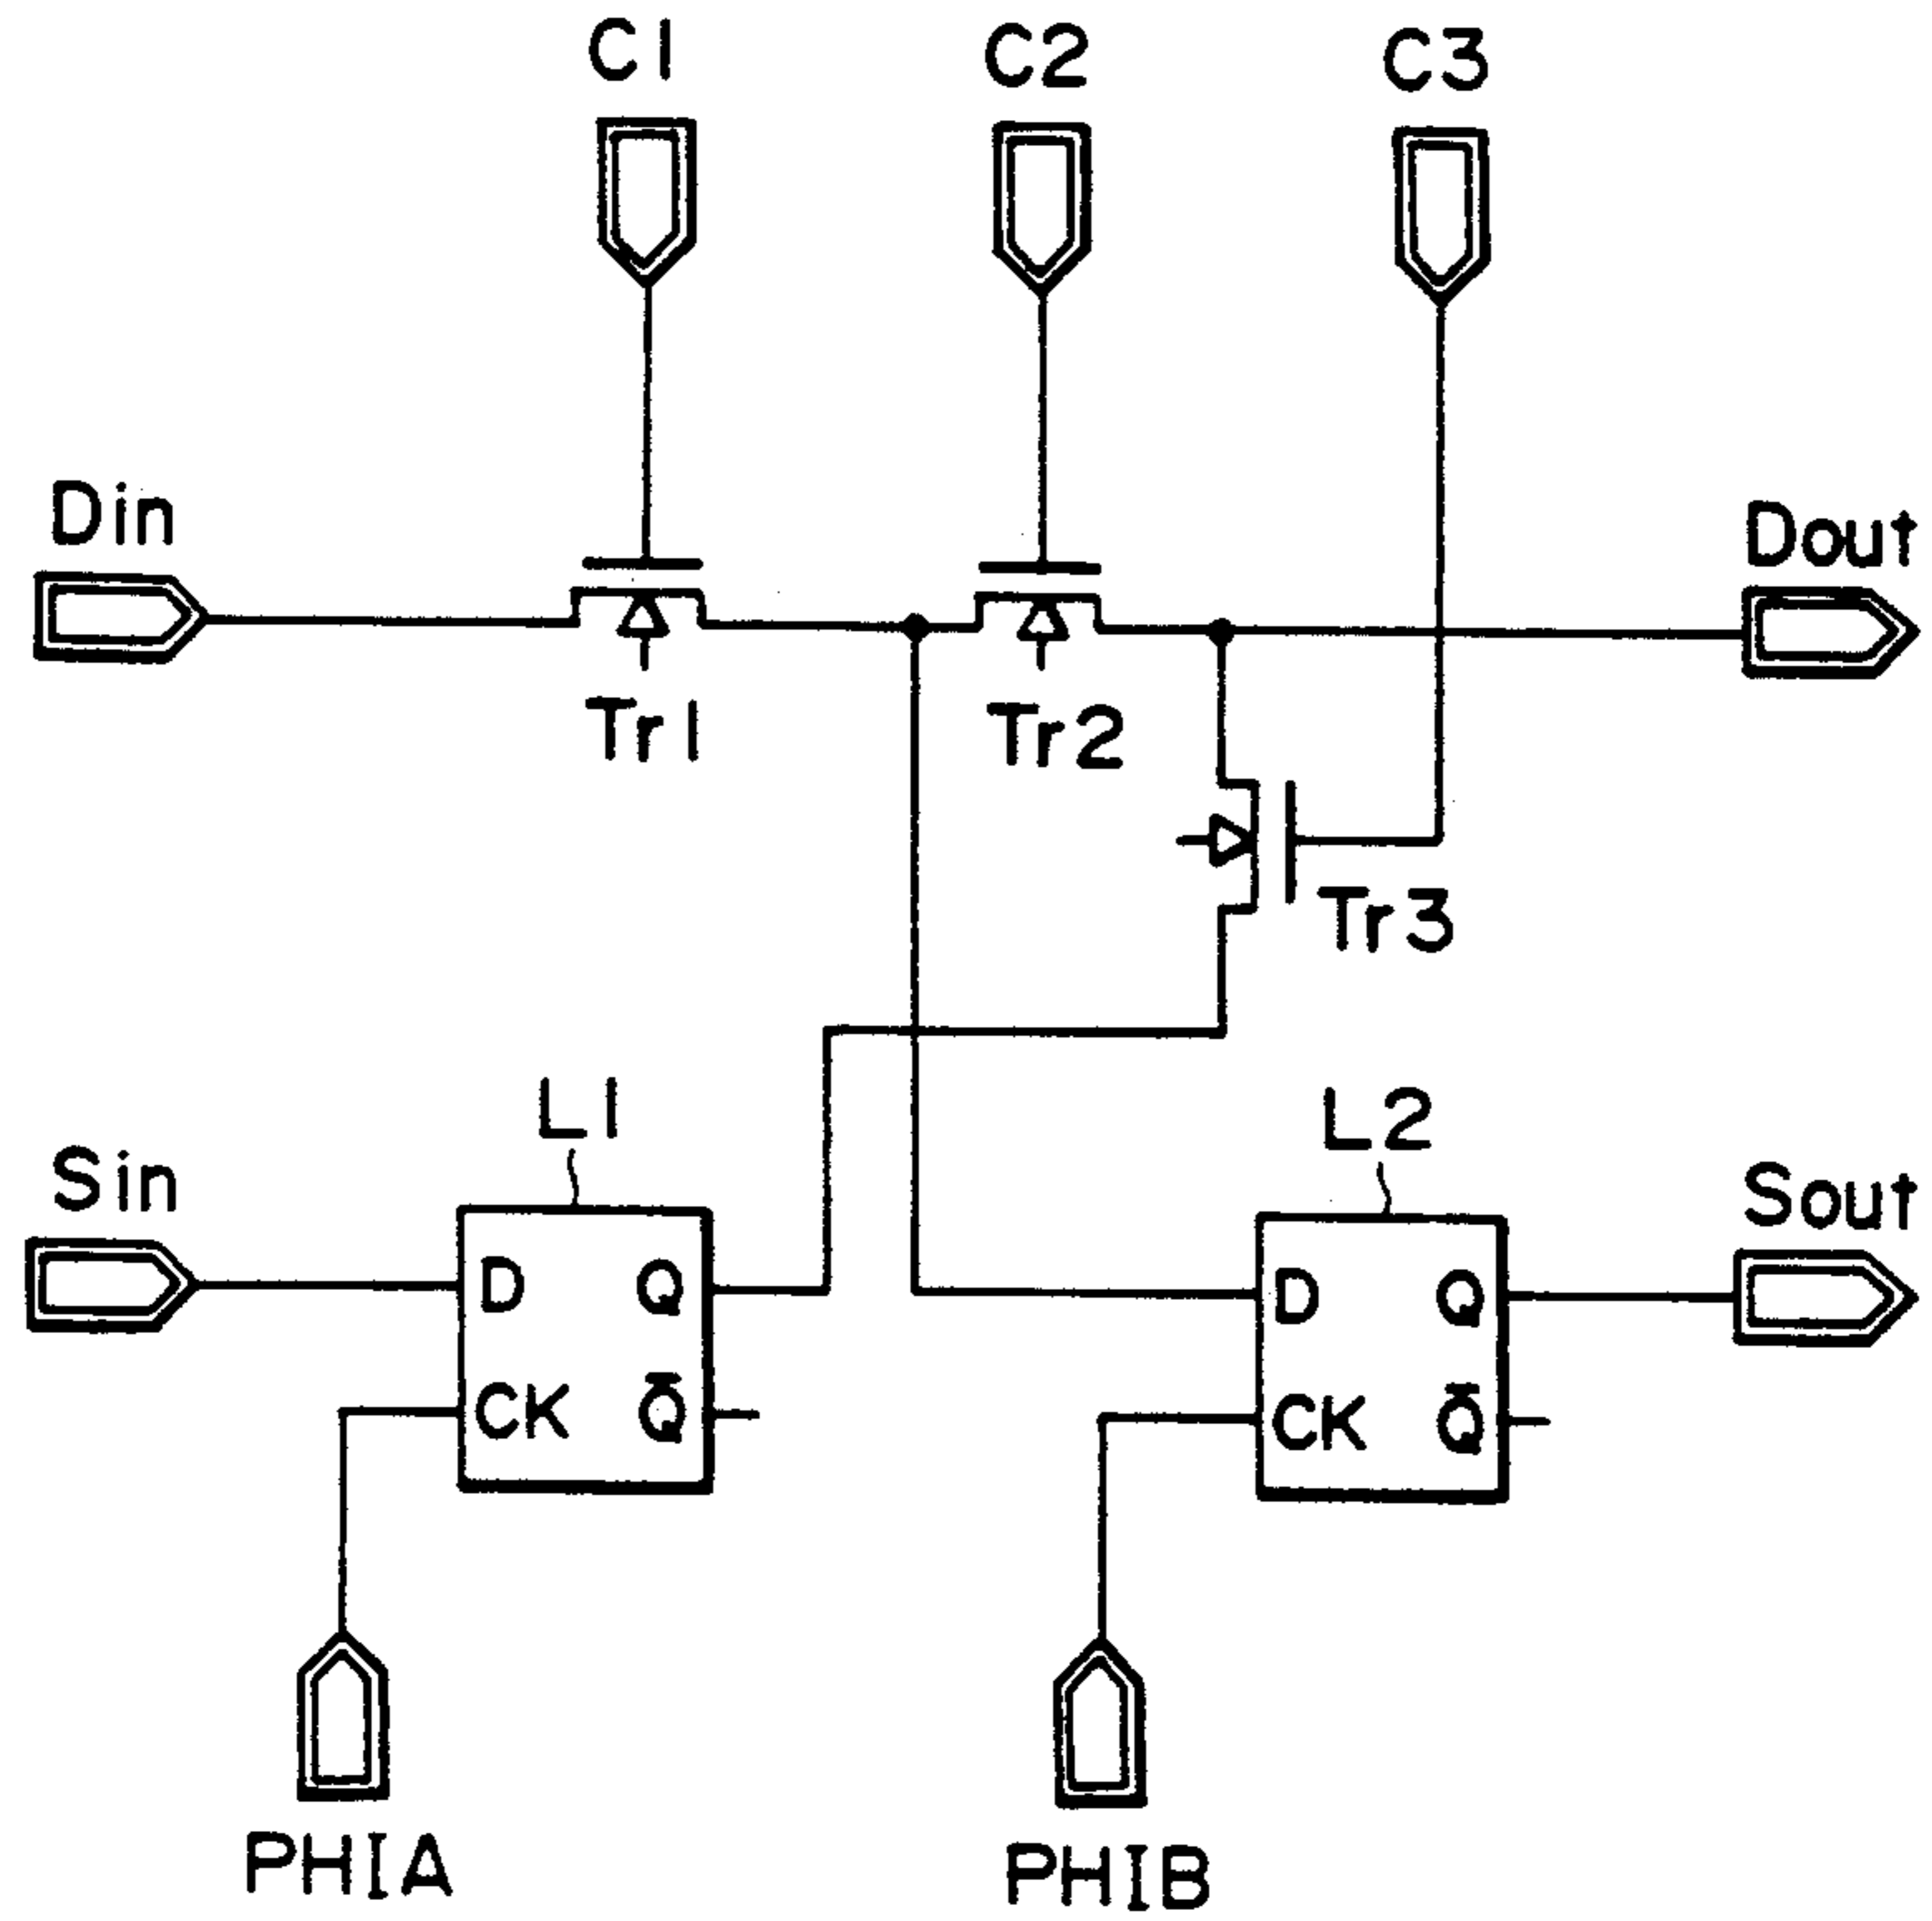 C1
C2
C3
Din
Dout
Tr1
Tr2
Tr3
L1
L2
Sin
Sout
D
Q
CK
Q̅
D
Q
CK
Q̅
PHIA
PHIB